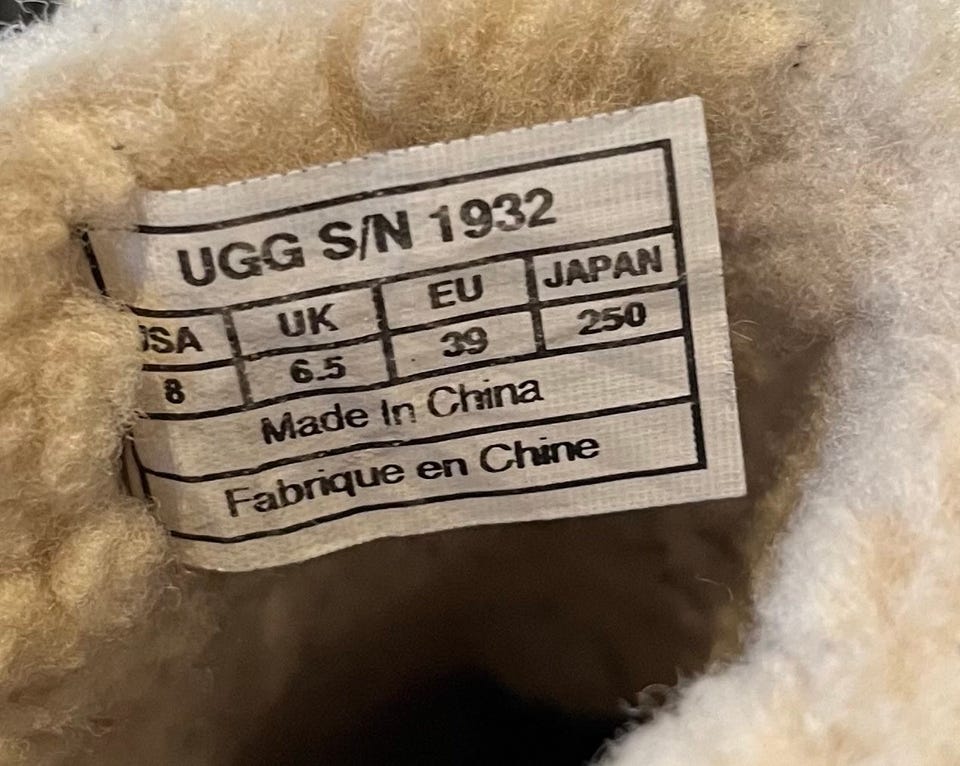 UGG S/N 1932
USA UK EU JAPAN
8 6.5 39 250
Made In China
Fabrique en Chine